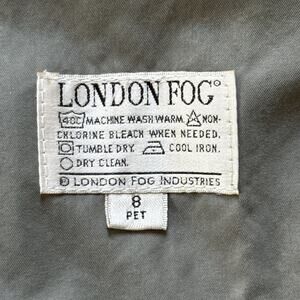 LONDON FOG®
40C MACHINE WASH WARM. NON-
CHLORINE BLEACH WHEN NEEDED.
TUMBLE DRY. COOL IRON.
DRY CLEAN.
® LONDON FOG INDUSTRIES
8
PET